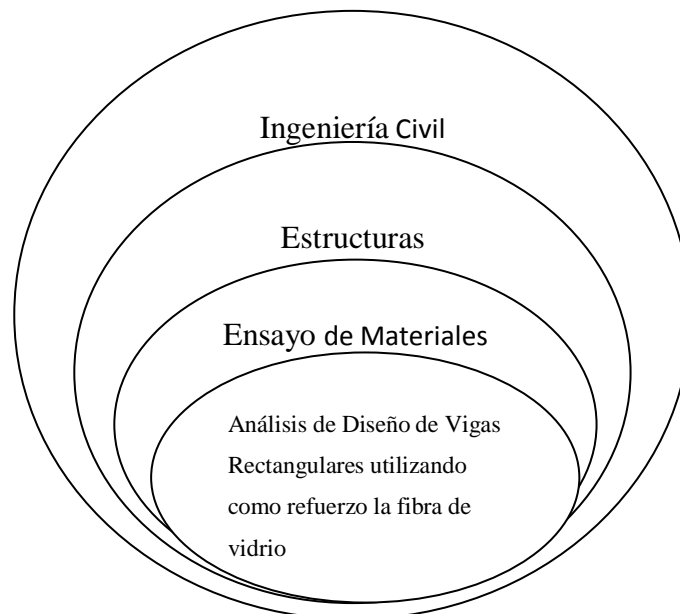 Ingeniería Civil
Estructuras
Ensayo de Materiales
Análisis de Diseño de Vigas
Rectangulares utilizando
como refuerzo la fibra de
vidrio